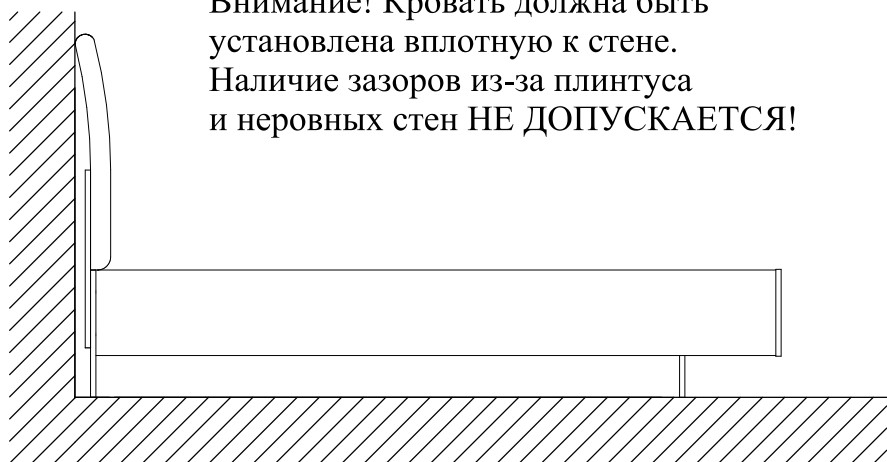 Внимание! Кровать должна быть
установлена вплотную к стене.
Наличие зазоров из-за плинтуса
и неровных стен НЕ ДОПУСКАЕТСЯ!